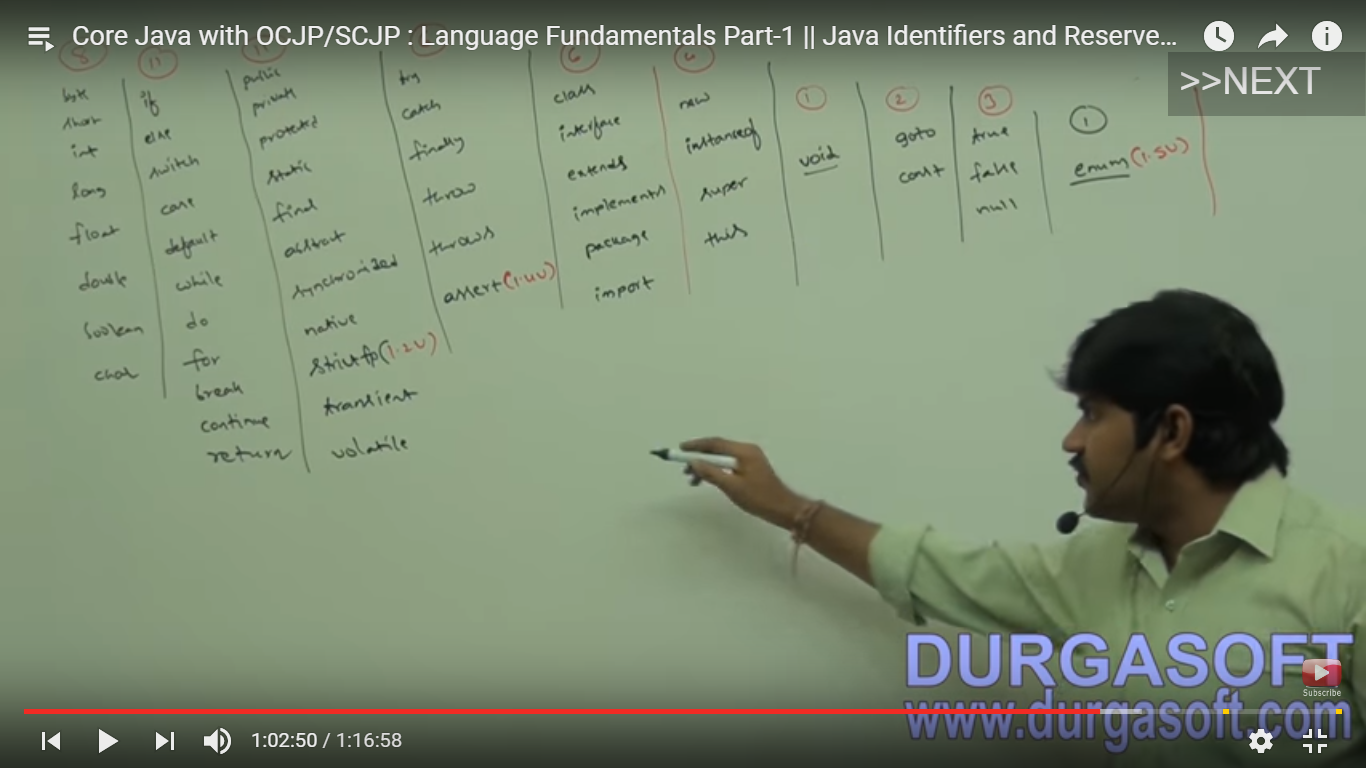 Core Java with OCJP/SCJP : Language Fundamentals Part-1 || Java Identifiers and Reserve...
>>NEXT
8
byte
short
int
long
float
double
boolean
char
11
if
else
switch
case
default
while
do
for
break
continue
return
11
public
private
protected
static
final
abstract
synchronized
native
strictfp(1.2V)
transient
volatile
try
catch
finally
throw
throws
assert(1.4V)
6
class
interface
extends
implements
package
import
4
new
instanceof
super
this
1
void
2
goto
const
3
true
false
null
1
enum(1.5V)
DURGASOFT
www.durgasoft.com
Subscribe
1:02:50 / 1:16:58